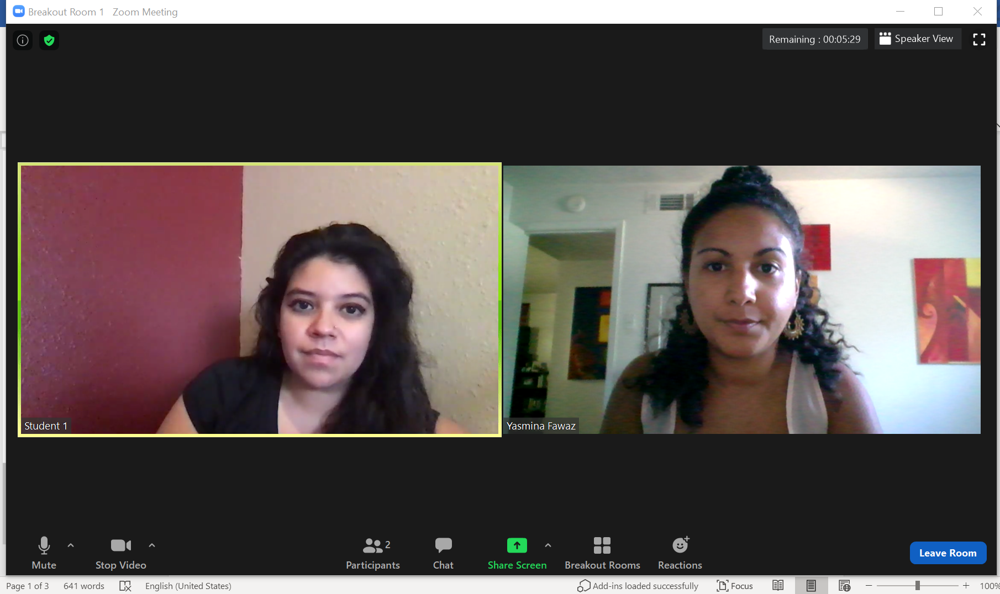 Breakout Room 1 Zoom Meeting
Remaining : 00:05:29
Speaker View
Student 1
Yasmina Fawaz
Mute
Stop Video
2
Participants
Chat
Share Screen
Breakout Rooms
Reactions
Leave Room
Page 1 of 3
641 words
English (United States)
Add-ins loaded successfully
Focus
100%